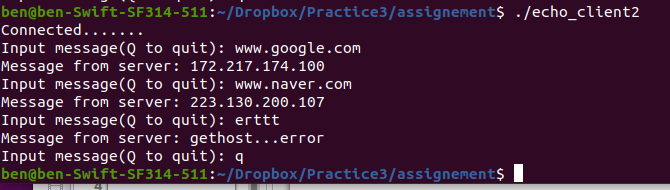 ben@ben-Swift-SF314-511:~/Dropbox/Practice3/assignement$ ./echo_client2
Connected.......
Input message(Q to quit): www.google.com
Message from server: 172.217.174.100
Input message(Q to quit): www.naver.com
Message from server: 223.130.200.107
Input message(Q to quit): erttt
Message from server: gethost...error
Input message(Q to quit): q
ben@ben-Swift-SF314-511:~/Dropbox/Practice3/assignement$